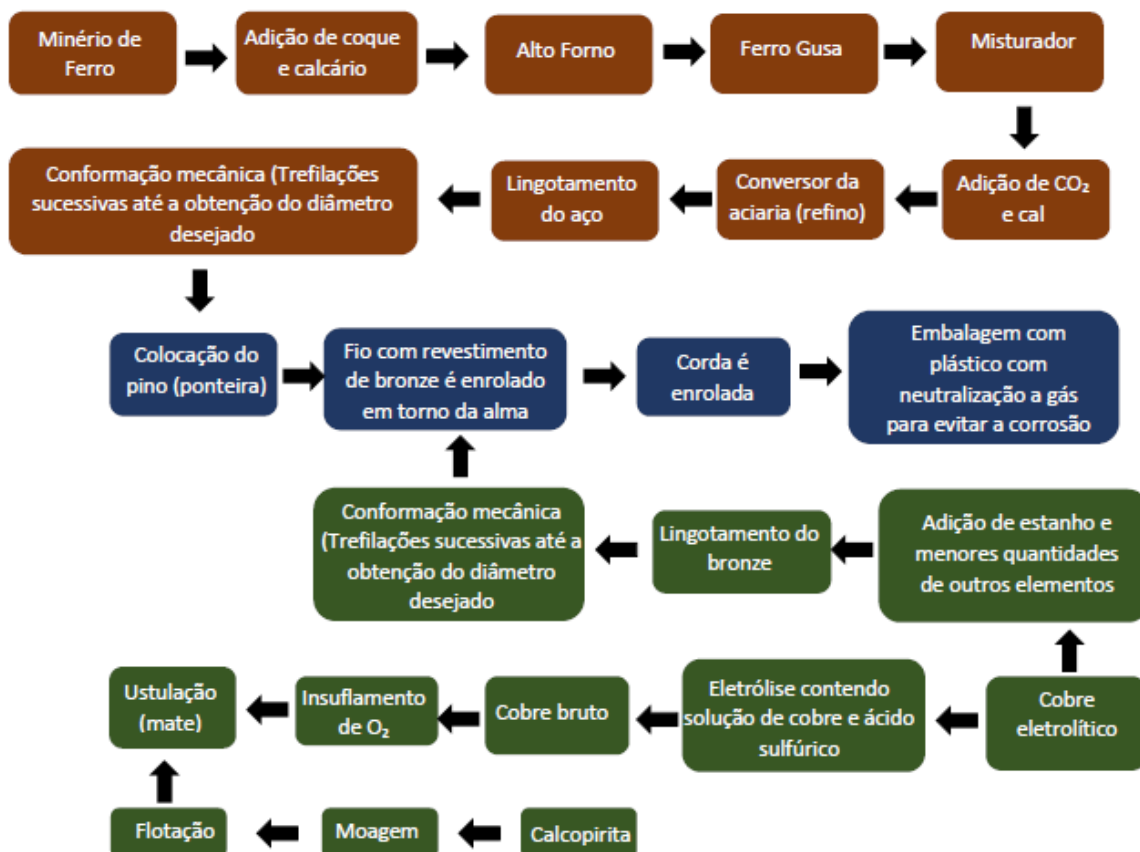 Minério de
Ferro
Adição de coque
e calcário
Alto Forno
Ferro Gusa
Misturador
Conformação mecânica (Trefilações
sucessivas até a obtenção do diâmetro
desejado
Lingotamento
do aço
Conversor da
aciaria (refino)
Adição de CO₂
e cal
Colocação do
pino (ponteira)
Fio com revestimento
de bronze é enrolado
em torno da alma
Corda é
enrolada
Embalagem com
plástico com
neutralização a gás
para evitar a corrosão
Conformação mecânica
(Trefilações sucessivas até a
obtenção do diâmetro
desejado
Lingotamento do
bronze
Adição de estanho e
menores quantidades
de outros elementos
Ustulação
(mate)
Insuflamento
de O₂
Cobre bruto
Eletrólise contendo
solução de cobre e ácido
sulfúrico
Cobre
eletrolítico
Flotação
Moagem
Calcopirita